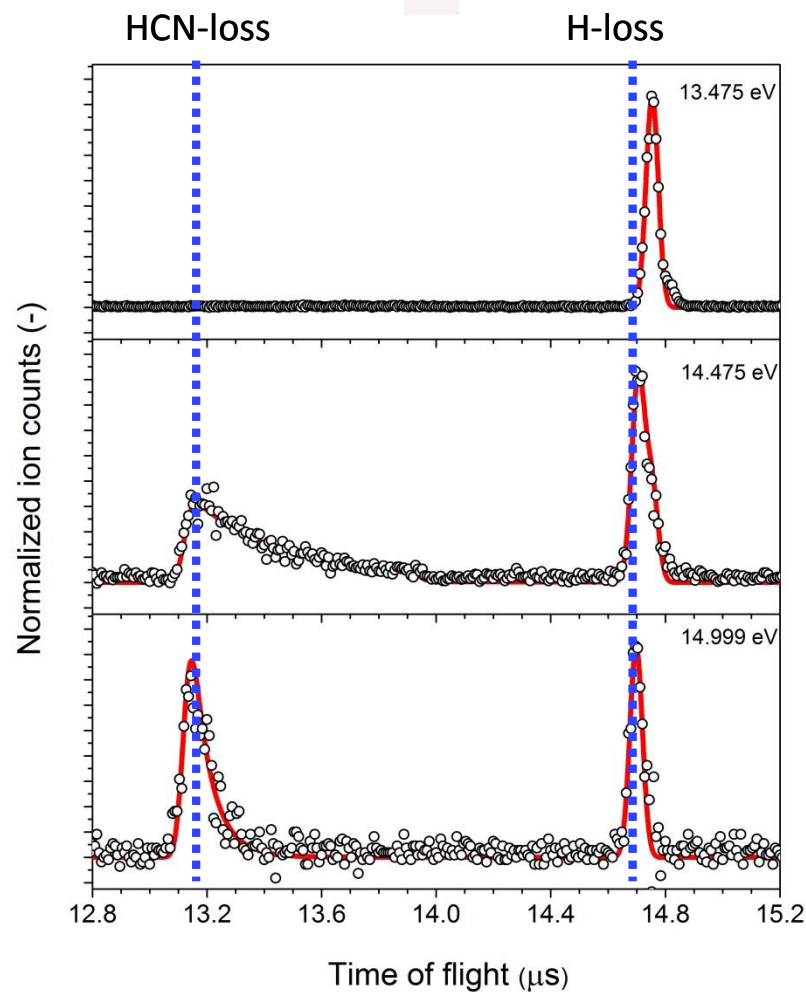 HCN-loss
H-loss
13.475 eV
14.475 eV
14.999 eV
Normalized ion counts (-)
12.8 13.2 13.6 14.0 14.4 14.8 15.2
Time of flight (μs)